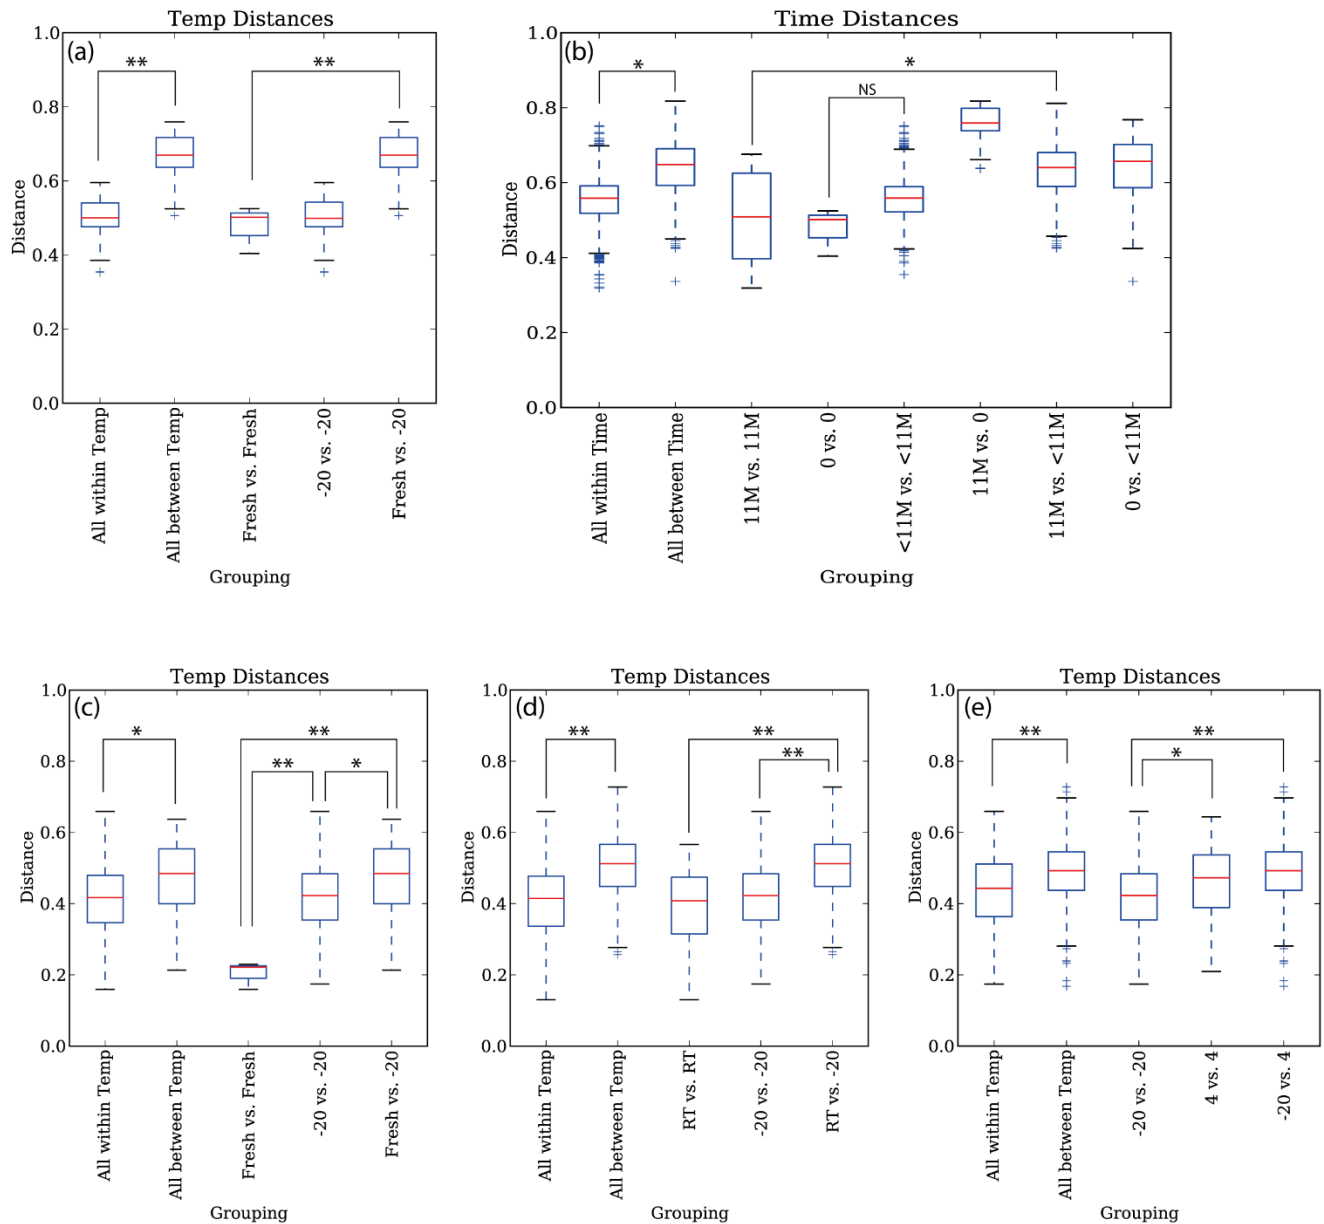 Temp Distances
(a)
**
**
1.0
0.8
0.6
0.4
0.2
0.0
Distance
All within Temp
All between Temp
Fresh vs. Fresh
-20 vs. -20
Fresh vs. -20
Grouping
Time Distances
(b)
*
*
NS
1.0
0.8
0.6
0.4
0.2
0.0
Distance
All within Time
All between Time
11M vs. 11M
0 vs. 0
<11M vs. <11M
11M vs. 0
11M vs. <11M
0 vs. <11M
Grouping
Temp Distances
(c)
*
**
**
*
1.0
0.8
0.6
0.4
0.2
0.0
Distance
All within Temp
All between Temp
Fresh vs. Fresh
-20 vs. -20
Fresh vs. -20
Grouping
Temp Distances
(d)
**
**
**
1.0
0.8
0.6
0.4
0.2
0.0
Distance
All within Temp
All between Temp
RT vs. RT
-20 vs. -20
RT vs. -20
Grouping
Temp Distances
(e)
**
**
*
1.0
0.8
0.6
0.4
0.2
0.0
Distance
All within Temp
All between Temp
-20 vs. -20
4 vs. 4
-20 vs. 4
Grouping